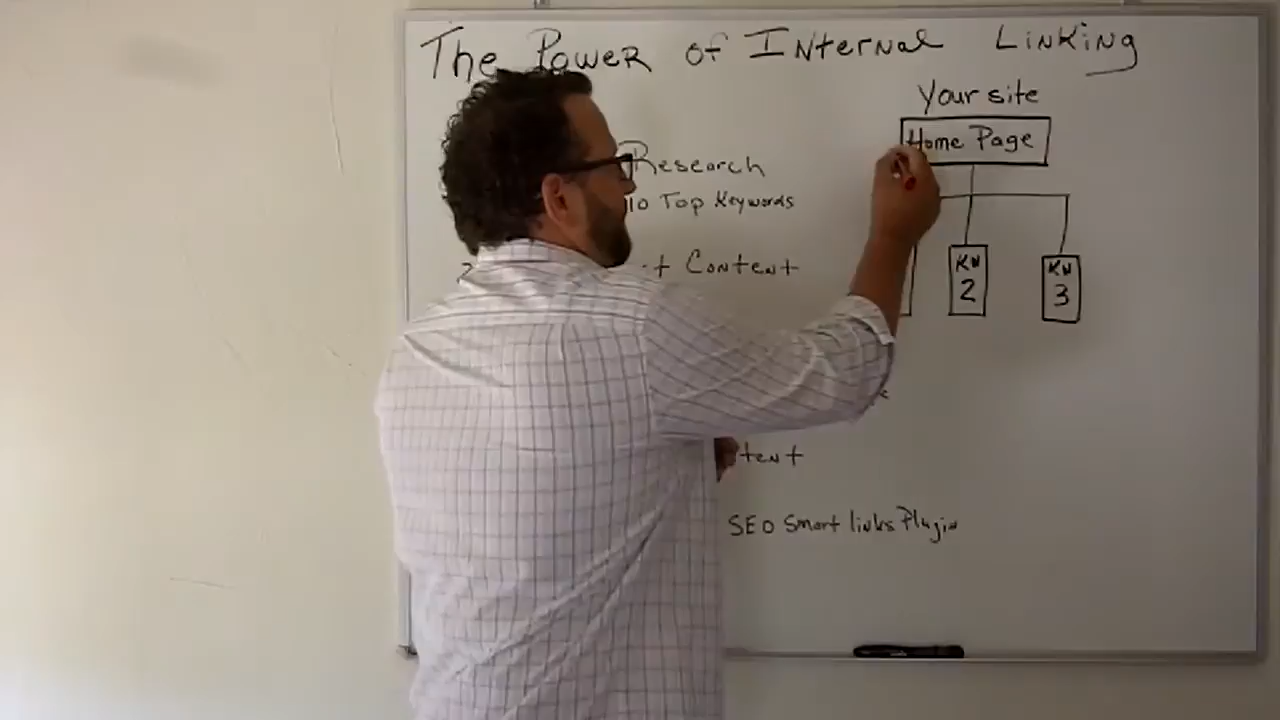 The Power of Internal Linking
Your site
Home Page
Research
10 Top Keywords
Content
KW
2
KW
3
SEO Smart links Plugin